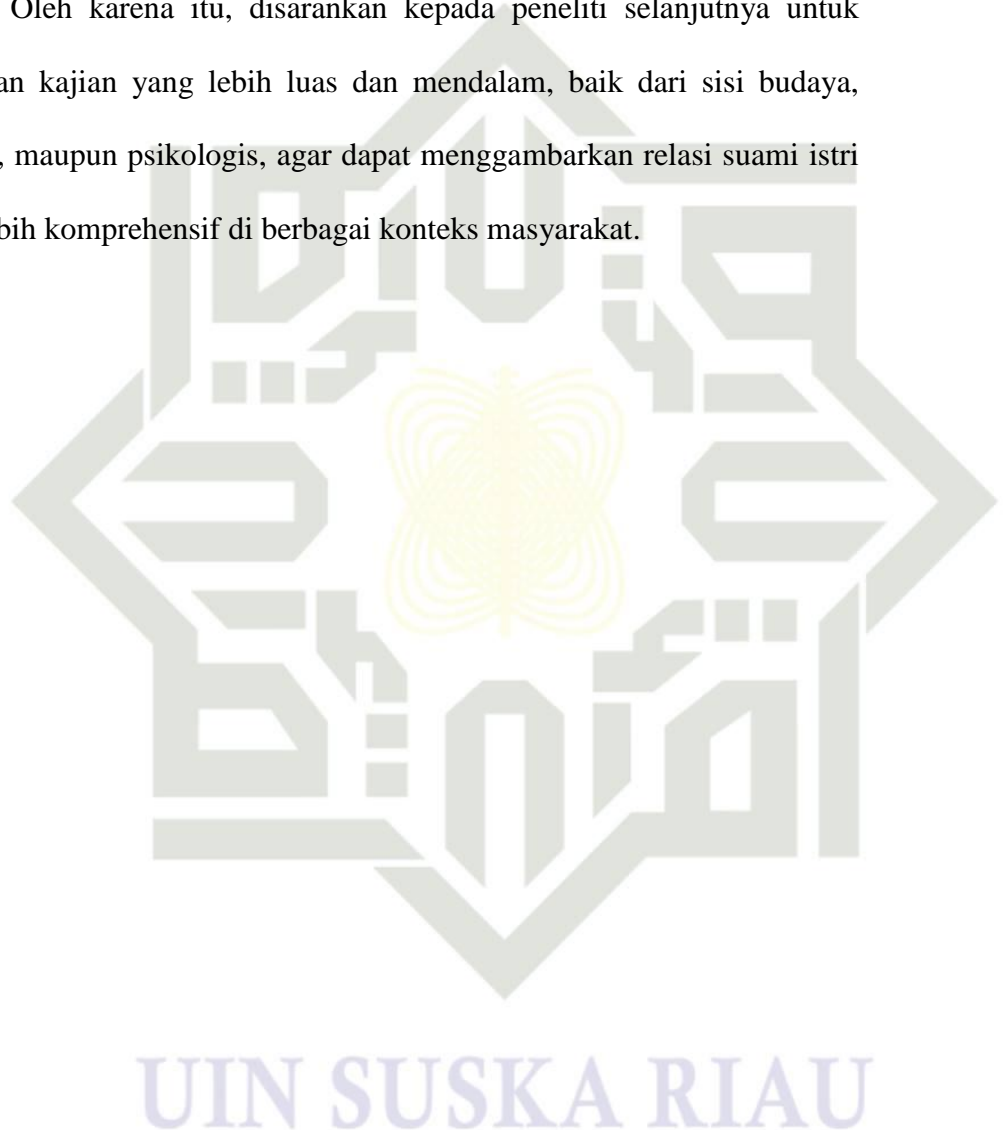 Oleh karena itu, disarankan kepada peneliti selanjutnya untuk
an kajian yang lebih luas dan mendalam, baik dari sisi budaya,
, maupun psikologis, agar dapat menggambarkan relasi suami istri
bih komprehensif di berbagai konteks masyarakat.
UIN SUSKA RIAU